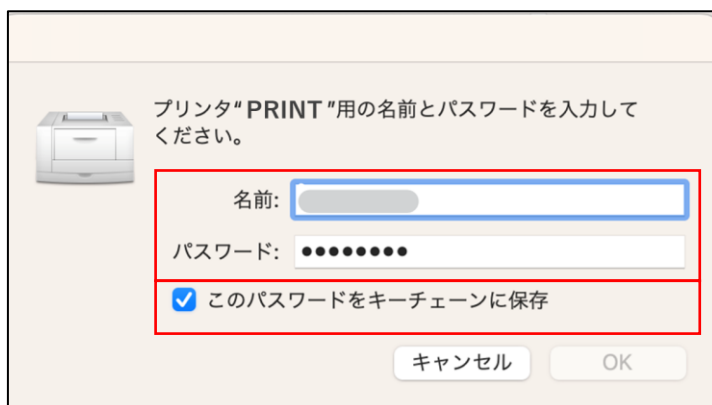 プリンタ“PRINT”用の名前とパスワードを入力して
ください。
名前:
パスワード: ●●●●●●●●
このパスワードをキーチェーンに保存
キャンセル OK